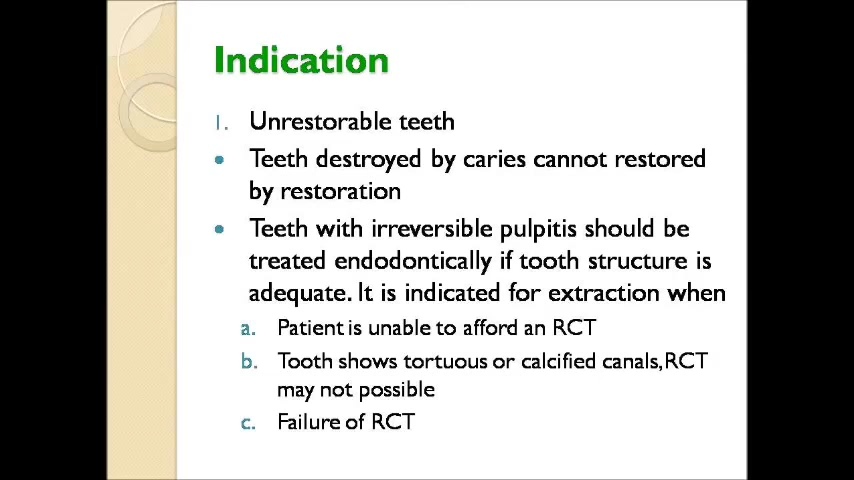 Indication
1. Unrestorable teeth
• Teeth destroyed by caries cannot restored
by restoration
• Teeth with irreversible pulpitis should be
treated endodontically if tooth structure is
adequate. It is indicated for extraction when
a. Patient is unable to afford an RCT
b. Tooth shows tortuous or calcified canals,RCT
may not possible
c. Failure of RCT